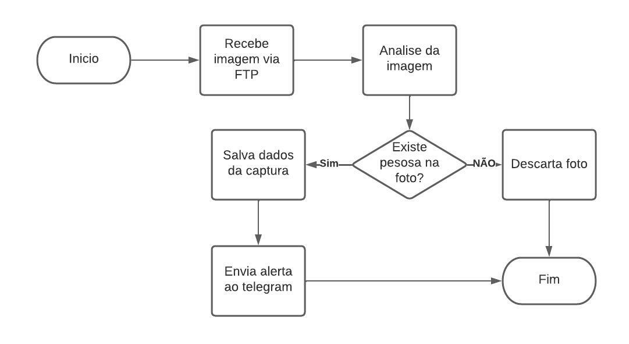 Inicio
Recebe
imagem via
FTP
Analise da
imagem
Existe
pesosa na
foto?
Sim
NÃO
Salva dados
da captura
Descarta foto
Envia alerta
ao telegram
Fim